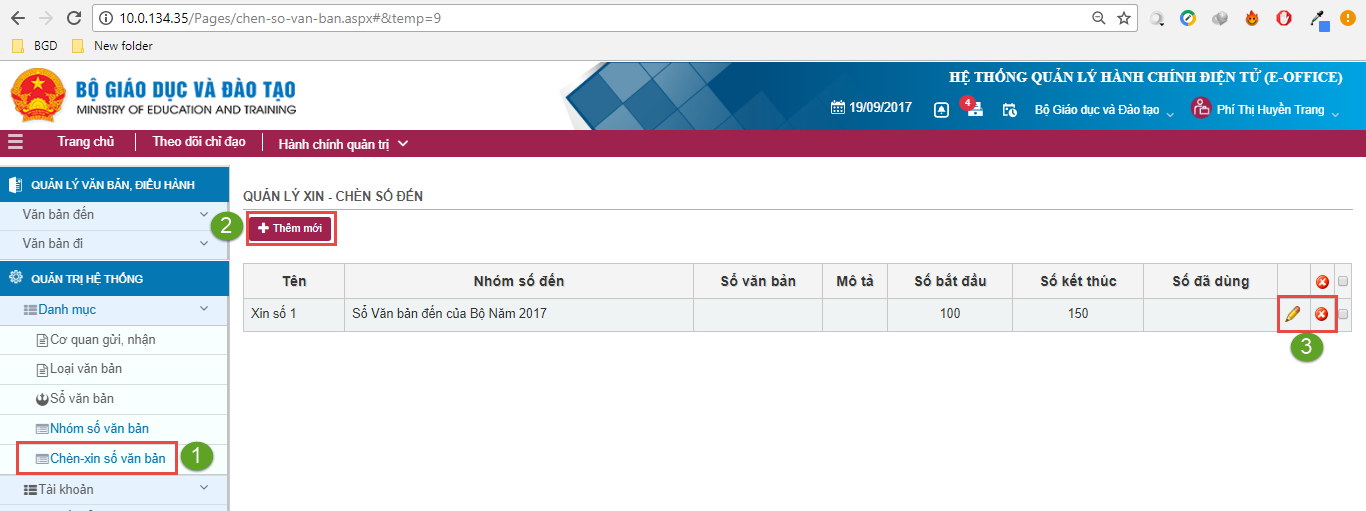 10.0.134.35/Pages/chen-so-van-ban.aspx#&temp=9
BGD New folder
BỘ GIÁO DỤC VÀ ĐÀO TẠO
MINISTRY OF EDUCATION AND TRAINING
HỆ THỐNG QUẢN LÝ HÀNH CHÍNH ĐIỆN TỬ (E-OFFICE)
19/09/2017 4 Bộ Giáo dục và Đào tạo Phí Thị Huyền Trang
Trang chủ Theo dõi chỉ đạo Hành chính quản trị
QUẢN LÝ VĂN BẢN, ĐIỀU HÀNH
Văn bản đến
Văn bản đi
QUẢN TRỊ HỆ THỐNG
Danh mục
Cơ quan gửi, nhận
Loại văn bản
Sổ văn bản
Nhóm số văn bản
Chèn-xin số văn bản
1
Tài khoản
QUẢN LÝ XIN - CHÈN SỐ ĐẾN
2
Thêm mới
Tên Nhóm số đến Sổ văn bản Mô tả Số bắt đầu Số kết thúc Số đã dùng
Xin số 1 Sổ Văn bản đến của Bộ Năm 2017 100 150
3